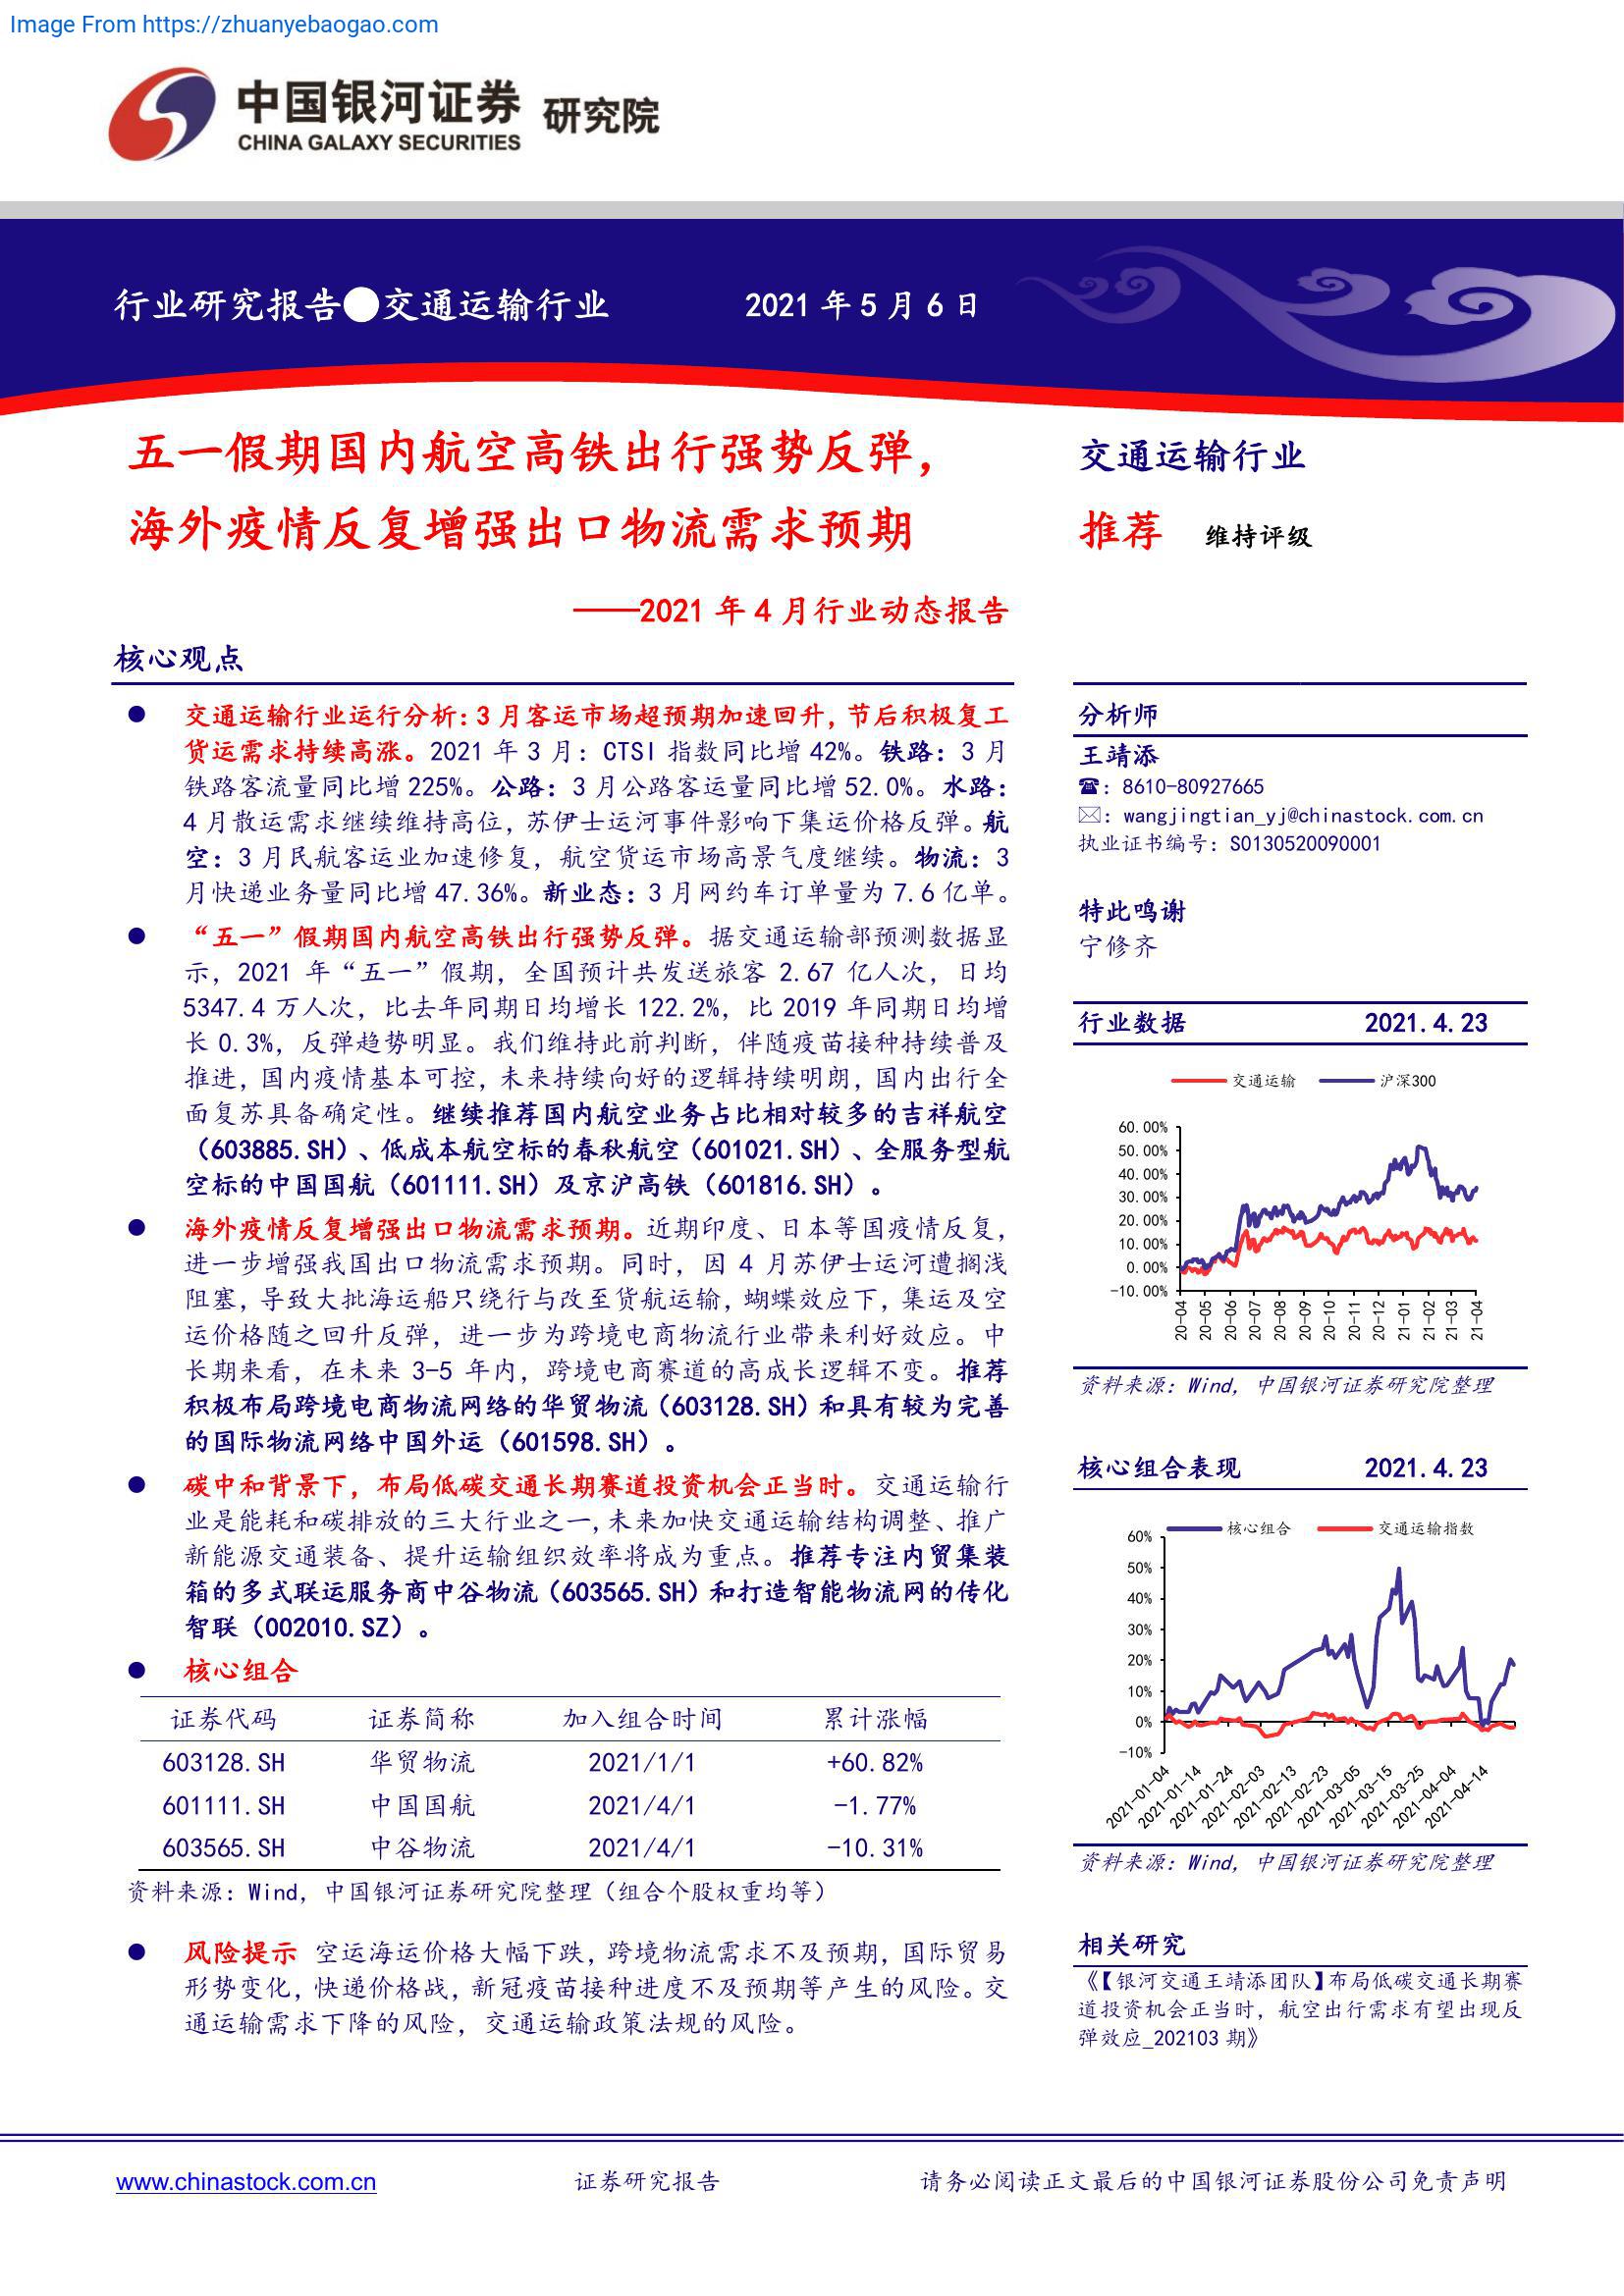 Image From https://zhuanyebaogao.com
中国银河证券 研究院
CHINA GALAXY SECURITIES
行业研究报告●交通运输行业 2021 年 5 月 6 日
五一假期国内航空高铁出行强势反弹，
海外疫情反复增强出口物流需求预期
——2021 年 4 月行业动态报告
核心观点
● 交通运输行业运行分析：3 月客运市场超预期加速回升，节后积极复工
货运需求持续高涨。2021 年 3 月：CTSI 指数同比增 42%。铁路：3 月
铁路客流量同比增 225%。公路：3 月公路客运量同比增 52.0%。水路：
4 月散运需求继续维持高位，苏伊士运河事件影响下集运价格反弹。航
空：3 月民航客运业加速修复，航空货运市场高景气度继续。物流：3
月快递业务量同比增 47.36%。新业态：3 月网约车订单量为 7.6 亿单。
● “五一”假期国内航空高铁出行强势反弹。据交通运输部预测数据显
示，2021 年“五一”假期，全国预计共发送旅客 2.67 亿人次，日均
5347.4 万人次，比去年同期日均增长 122.2%，比 2019 年同期日均增
长 0.3%，反弹趋势明显。我们维持此前判断，伴随疫苗接种持续普及
推进，国内疫情基本可控，未来持续向好的逻辑持续明朗，国内出行全
面复苏具备确定性。继续推荐国内航空业务占比相对较多的吉祥航空
（603885.SH）、低成本航空标的春秋航空（601021.SH）、全服务型航
空标的中国国航（601111.SH）及京沪高铁（601816.SH）。
● 海外疫情反复增强出口物流需求预期。近期印度、日本等国疫情反复，
进一步增强我国出口物流需求预期。同时，因 4 月苏伊士运河遭搁浅
阻塞，导致大批海运船只绕行与改至货航运输，蝴蝶效应下，集运及空
运价格随之回升反弹，进一步为跨境电商物流行业带来利好效应。中
长期来看，在未来 3-5 年内，跨境电商赛道的高成长逻辑不变。推荐
积极布局跨境电商物流网络的华贸物流（603128.SH）和具有较为完善
的国际物流网络中国外运（601598.SH）。
● 碳中和背景下，布局低碳交通长期赛道投资机会正当时。交通运输行
业是能耗和碳排放的三大行业之一，未来加快交通运输结构调整、推广
新能源交通装备、提升运输组织效率将成为重点。推荐专注内贸集装
箱的多式联运服务商中谷物流（603565.SH）和打造智能物流网的传化
智联（002010.SZ）。
● 核心组合
证券代码 证券简称 加入组合时间 累计涨幅
603128.SH 华贸物流 2021/1/1 +60.82%
601111.SH 中国国航 2021/4/1 -1.77%
603565.SH 中谷物流 2021/4/1 -10.31%
资料来源：Wind，中国银河证券研究院整理（组合个股权重均等）
● 风险提示 空运海运价格大幅下跌，跨境物流需求不及预期，国际贸易
形势变化，快递价格战，新冠疫苗接种进度不及预期等产生的风险。交
通运输需求下降的风险，交通运输政策法规的风险。
交通运输行业
推荐 维持评级
分析师
王靖添
☎：8610-80927665
✉：wangjingtian_yj@chinastock.com.cn
执业证书编号：S0130520090001
特此鸣谢
宁修齐
行业数据 2021.4.23
交通运输 沪深300
60.00%
50.00%
40.00%
30.00%
20.00%
10.00%
0.00%
-10.00%
20-04 20-05 20-06 20-07 20-08 20-09 20-10 20-11 20-12 21-01 21-02 21-03 21-04
资料来源：Wind，中国银河证券研究院整理
核心组合表现 2021.4.23
核心组合 交通运输指数
60%
50%
40%
30%
20%
10%
0%
-10%
2021-01-04 2021-01-14 2021-01-24 2021-02-03 2021-02-13 2021-02-23 2021-03-05 2021-03-15 2021-03-25 2021-04-04 2021-04-14
资料来源：Wind，中国银河证券研究院整理
相关研究
《【银河交通王靖添团队】布局低碳交通长期赛
道投资机会正当时，航空出行需求有望出现反
弹效应_202103 期》
www.chinastock.com.cn 证券研究报告 请务必阅读正文最后的中国银河证券股份公司免责声明